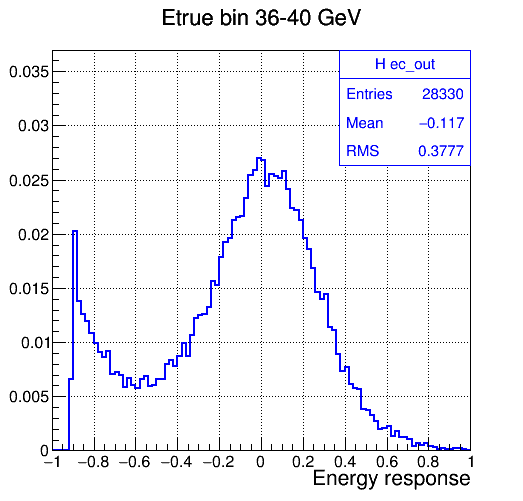 Etrue bin 36-40 GeV
H ec_out
Entries 28330
Mean −0.117
RMS 0.3777
0.035
0.03
0.025
0.02
0.015
0.01
0.005
0
−1 −0.8 −0.6 −0.4 −0.2 0 0.2 0.4 0.6 0.8 1
Energy response